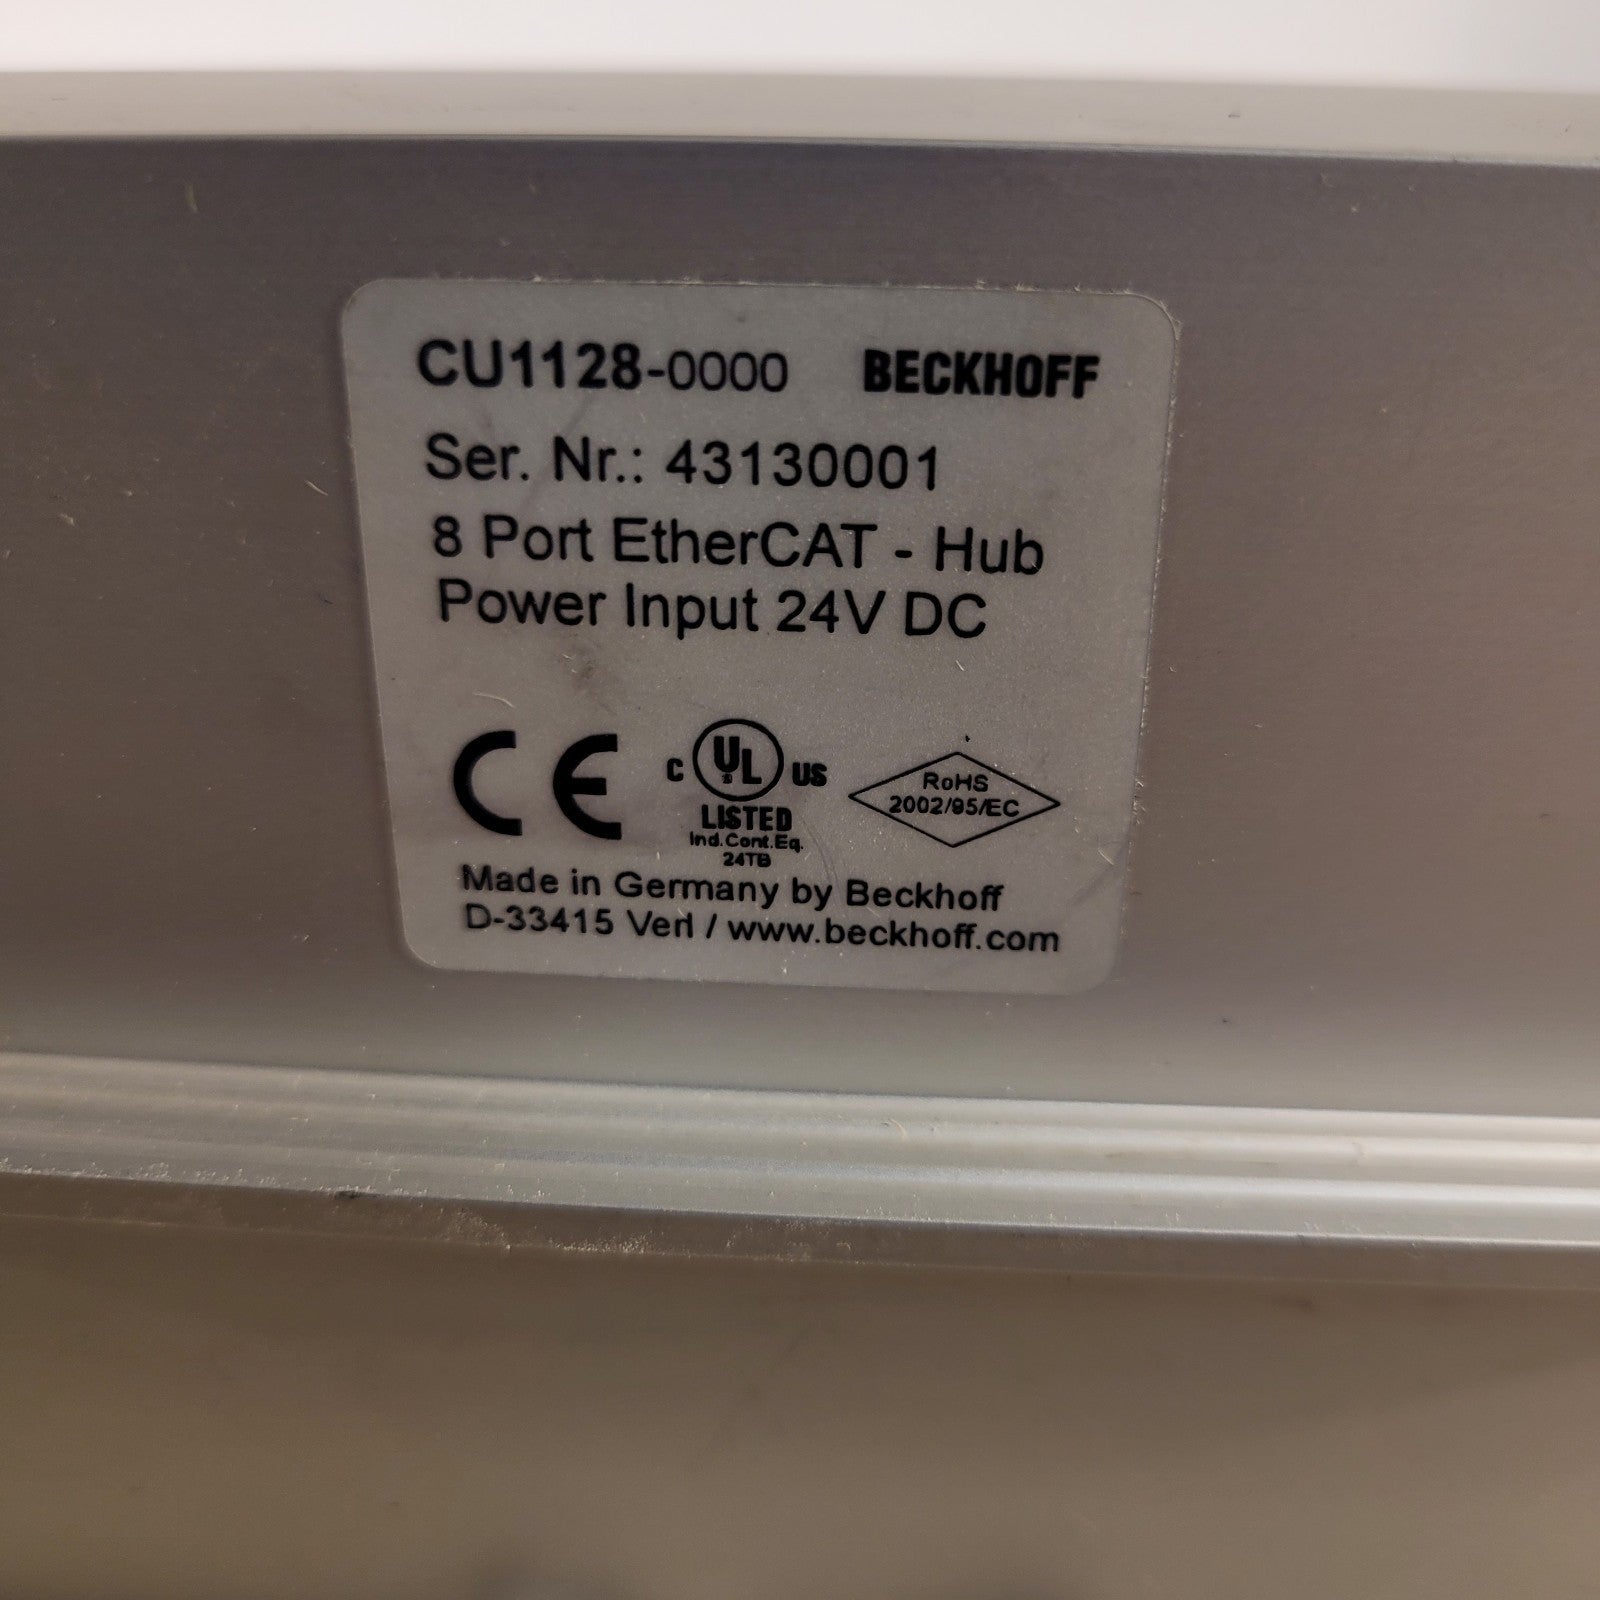 CU1128-0000 BECKHOFF
Ser. Nr.: 43130001
8 Port EtherCAT - Hub
Power Input 24V DC
CE
C UL US
LISTED
Ind.Cont.Eq.
24TB
RoHS
2002/95/EC
Made in Germany by Beckhoff
D-33415 Verl / www.beckhoff.com